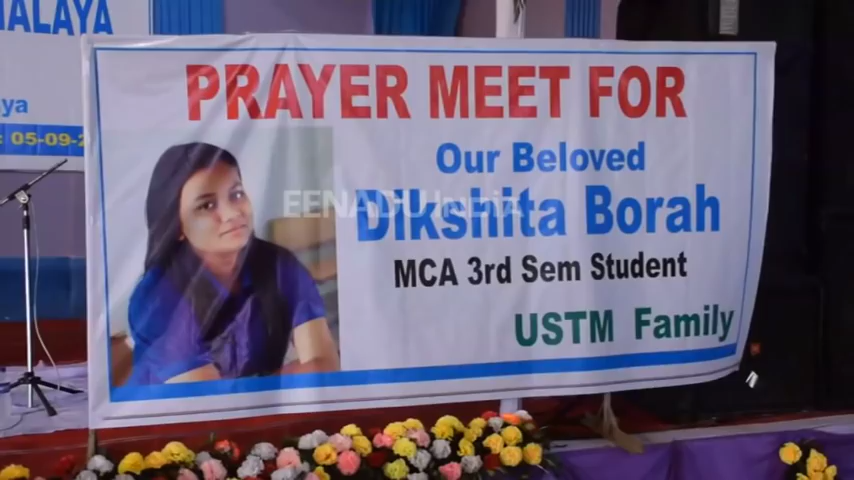 ALAYA
ya
: 05-09-2
PRAYER MEET FOR
Our Beloved
Dikshita Borah
MCA 3rd Sem Student
USTM Family
EENADU INDIA